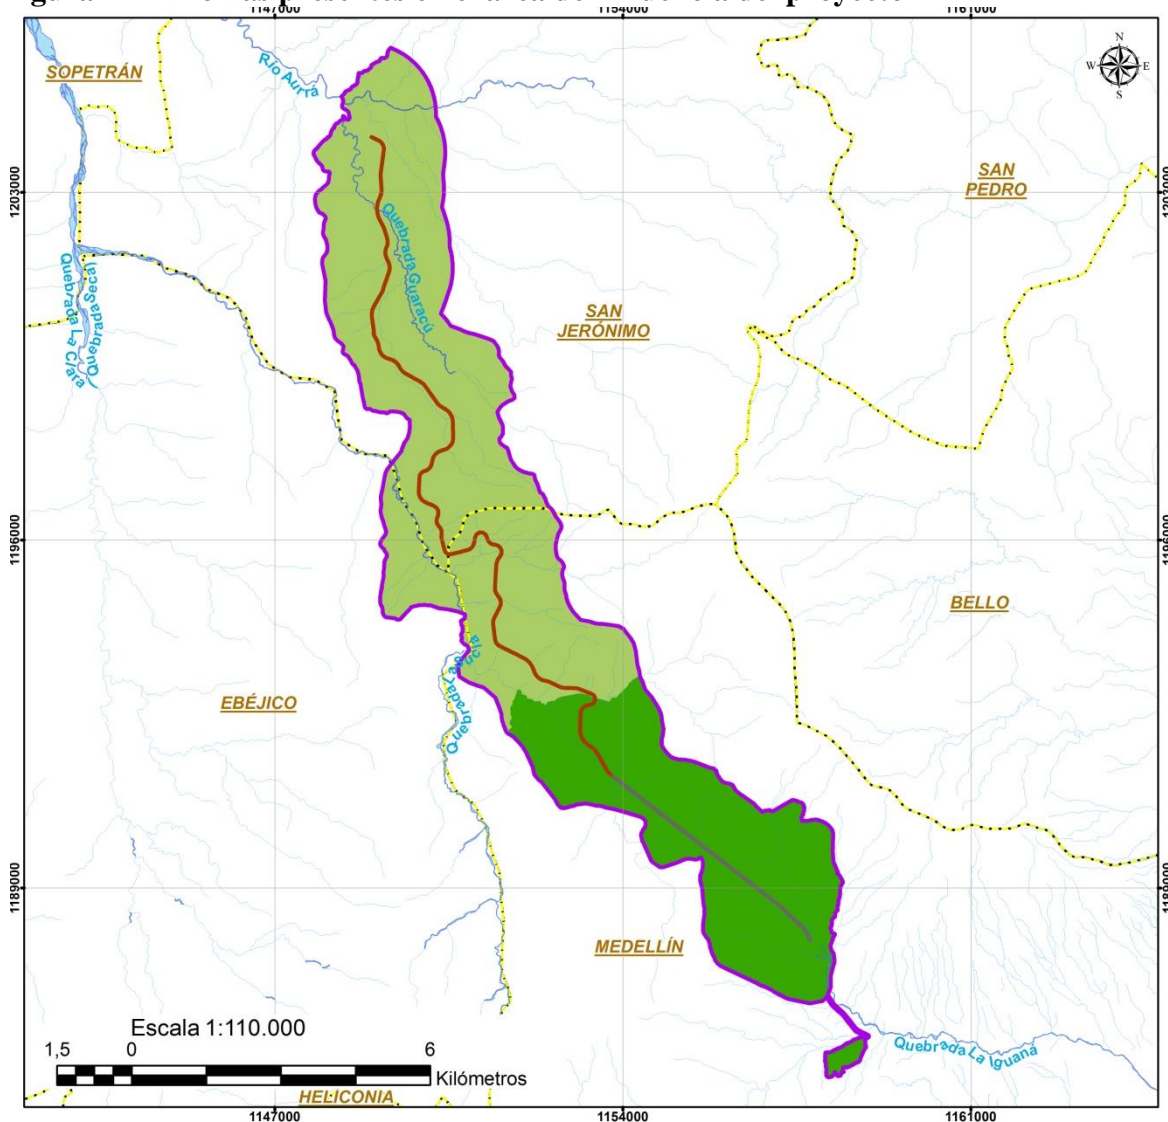 1147000
1154000
1161000
N
W
E
S
SOPETRÁN
Río Aurra
SAN
PEDRO
1203000
1203000
Quebrada Guaracú
Quebrada La Clara
(Quebrada Seca)
SAN
JERÓNIMO
1196000
1196000
BELLO
EBÉJICO
MEDELLÍN
1189000
1189000
Escala 1:110.000
1,5
0
6
Kilómetros
Quebrada La Iguaná
HELICONIA
1147000
1154000
1161000